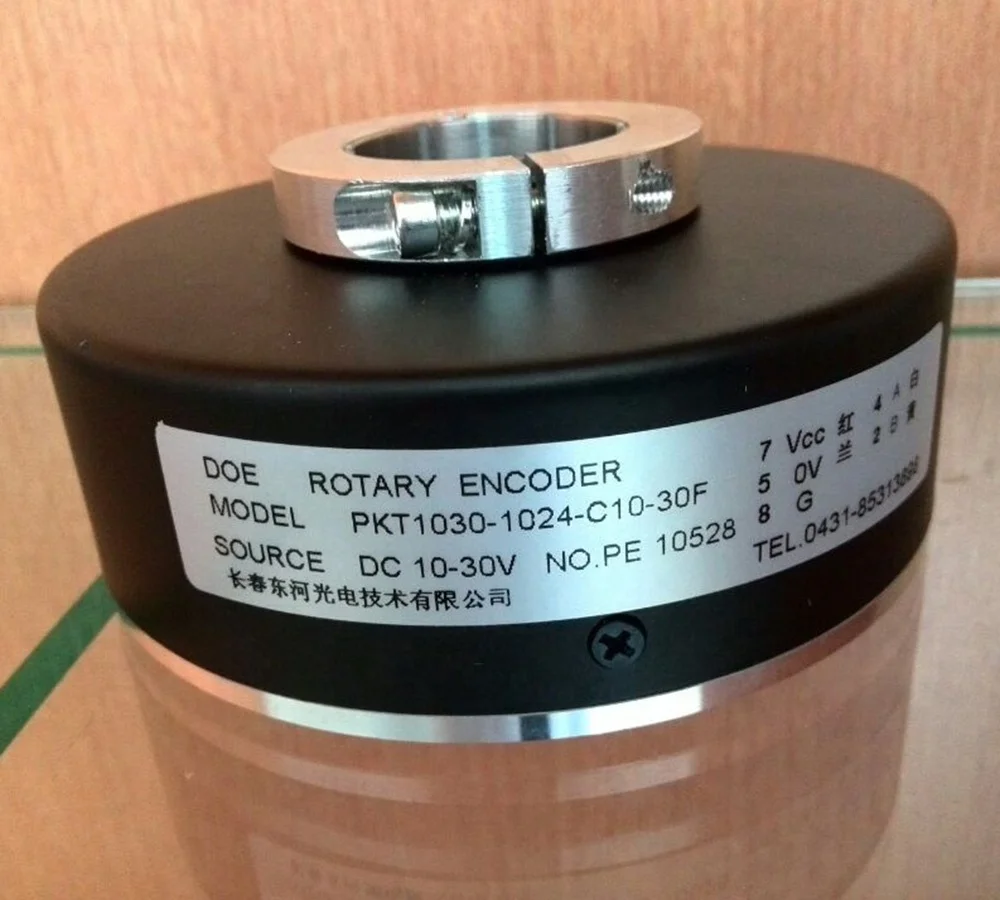 DOE ROTARY ENCODER
MODEL PKT1030-1024-C10-30F
SOURCE DC 10-30V NO.PE 10528
长春东河光电技术有限公司
7 Vcc 红 4 A 白
5 0V 兰 2 B 黄
8 G
TEL.0431-85313888